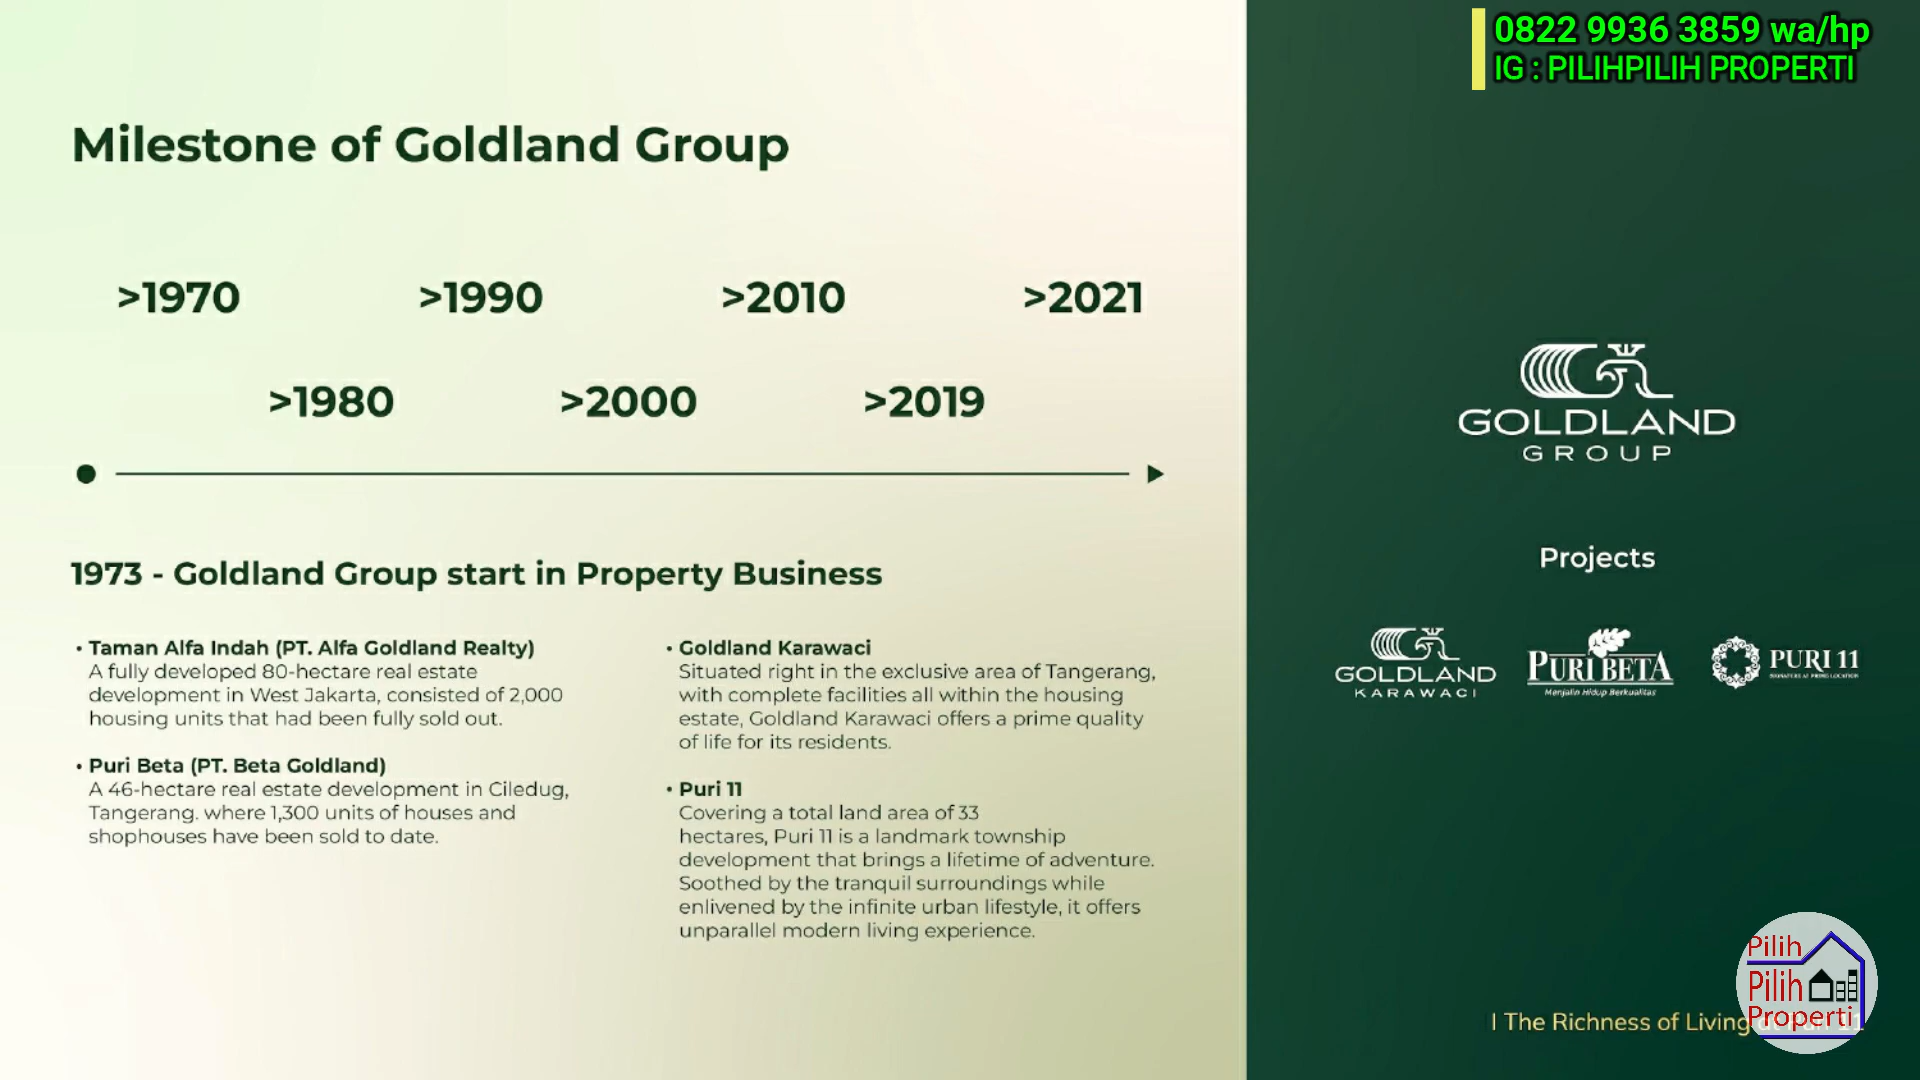 0822 9936 3859 wa/hp
IG : PILIHPILIH PROPERTI
Milestone of Goldland Group
>1970
>1990
>2010
>2021
>1980
>2000
>2019
1973 - Goldland Group start in Property Business
• Taman Alfa Indah (PT. Alfa Goldland Realty)
A fully developed 80-hectare real estate
development in West Jakarta, consisted of 2,000
housing units that had been fully sold out.
• Puri Beta (PT. Beta Goldland)
A 46-hectare real estate development in Ciledug,
Tangerang. where 1,300 units of houses and
shophouses have been sold to date.
• Goldland Karawaci
Situated right in the exclusive area of Tangerang,
with complete facilities all within the housing
estate, Goldland Karawaci offers a prime quality
of life for its residents.
• Puri 11
Covering a total land area of 33
hectares, Puri 11 is a landmark township
development that brings a lifetime of adventure.
Soothed by the tranquil surroundings while
enlivened by the infinite urban lifestyle, it offers
unparallel modern living experience.
GOLDLAND
GROUP
Projects
GOLDLAND
KARAWACI
PURI BETA
Menjalin Hidup Berkualitas
PURI 11
SIGNATURE AT PRIME LOCATION
| The Richness of Living
Pilih
Pilih
Properti